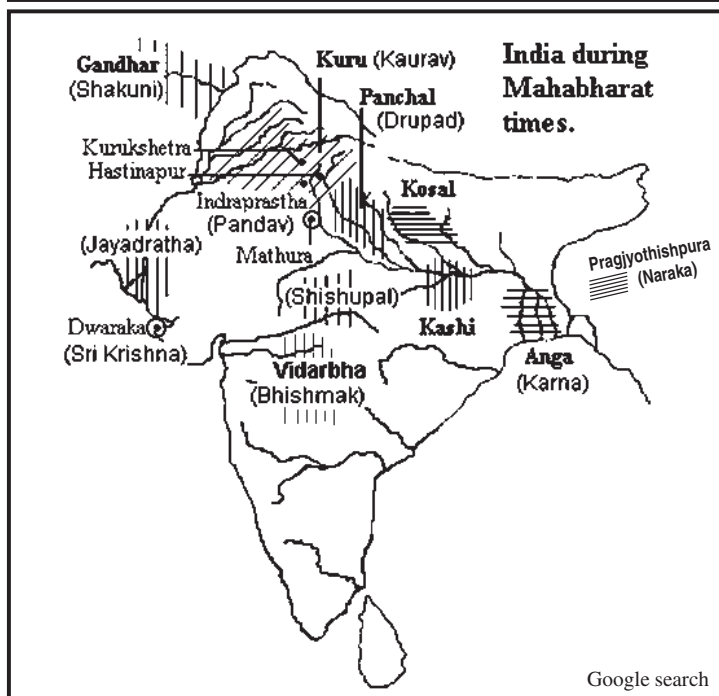 India during
Mahabharat
times.
Gandhar
(Shakuni)
Kuru (Kaurav)
Panchal
(Drupad)
Kurukshetra
Hastinapur
Kosal
Indraprastha
(Pandav)
(Jayadratha)
Mathura
Pragjyothishpura
(Naraka)
(Shishupal)
Dwaraka
(Sri Krishna)
Kashi
Vidarbha
(Bhishmak)
Anga
(Karna)
Google search